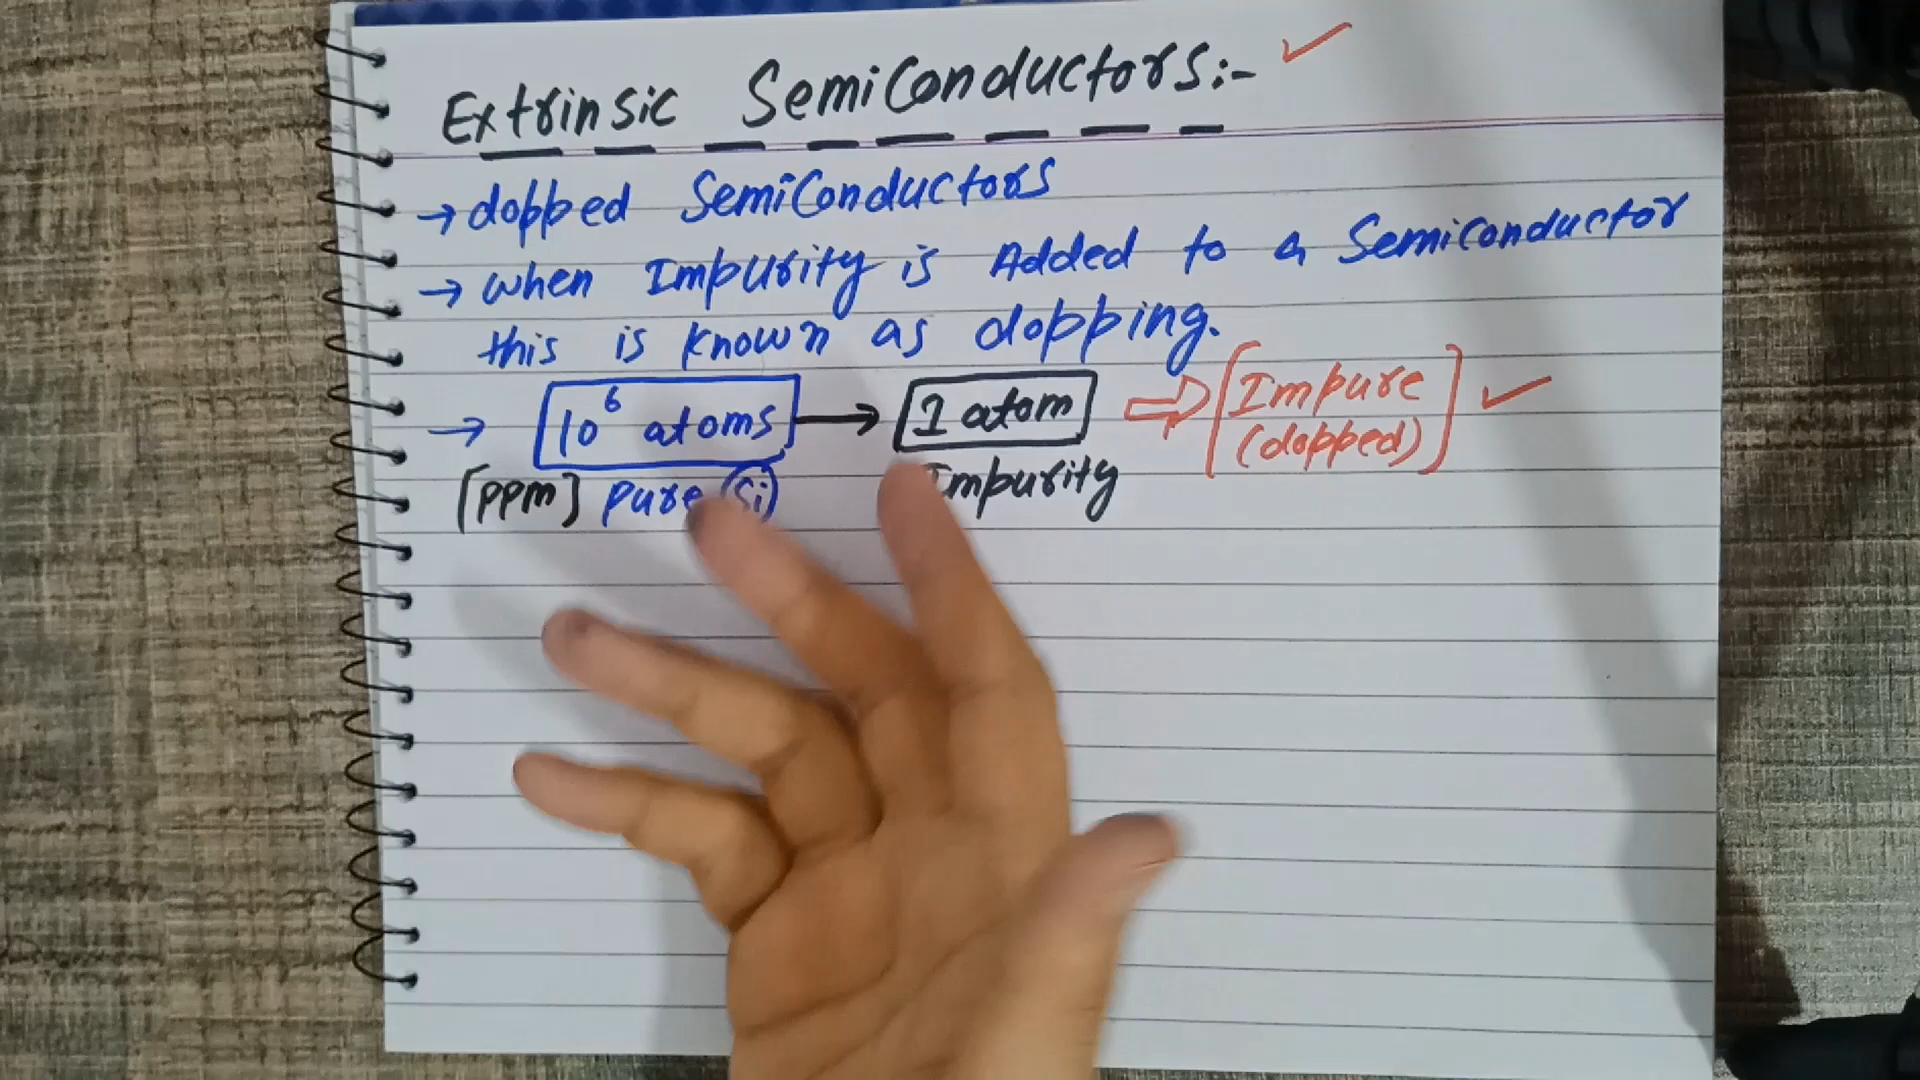 Extrinsic Semiconductors:-
→ dopped Semiconductors
→ when Impurity is Added to a Semiconductor
this is known as dopping.
→ 10⁶ atoms → 1 atom ⇒ [Impure
(dopped)]
[ppm] pure Si Impurity